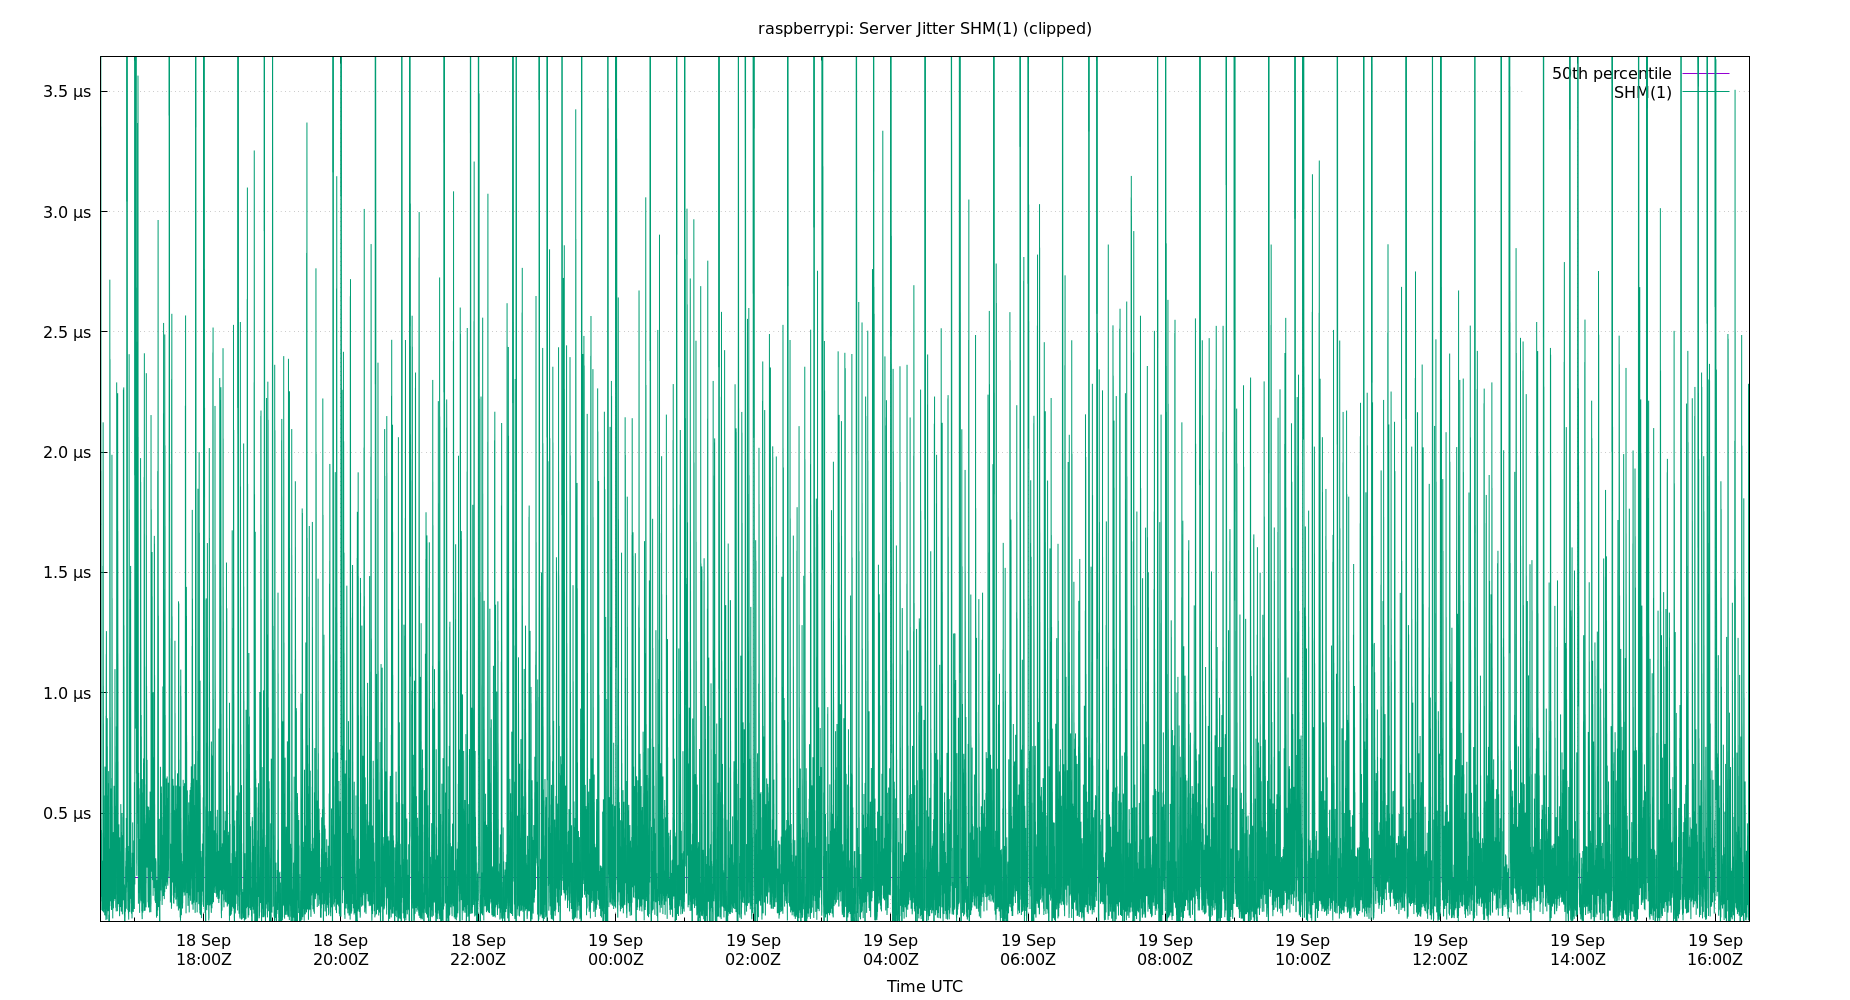 raspberrypi: Server Jitter SHM(1) (clipped)
50th percentile
SHM(1)
3.5 µs
3.0 µs
2.5 µs
2.0 µs
1.5 µs
1.0 µs
0.5 µs
18 Sep 18 Sep 18 Sep 19 Sep 19 Sep 19 Sep 19 Sep 19 Sep 19 Sep 19 Sep 19 Sep 19 Sep
18:00Z 20:00Z 22:00Z 00:00Z 02:00Z 04:00Z 06:00Z 08:00Z 10:00Z 12:00Z 14:00Z 16:00Z
Time UTC